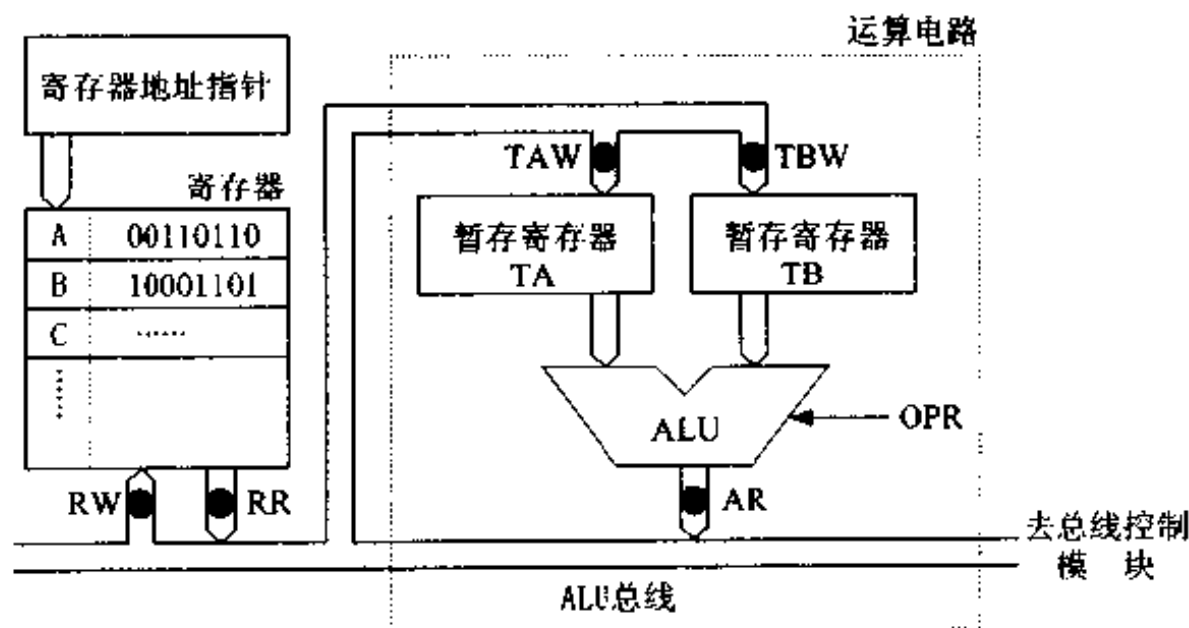 运算电路
寄存器地址指针
TAW
TBW
寄存器
A 00110110
B 10001101
C ······
暂存寄存器
TA
暂存寄存器
TB
ALU
OPR
RW
RR
AR
去总线控制
模 块
ALU总线